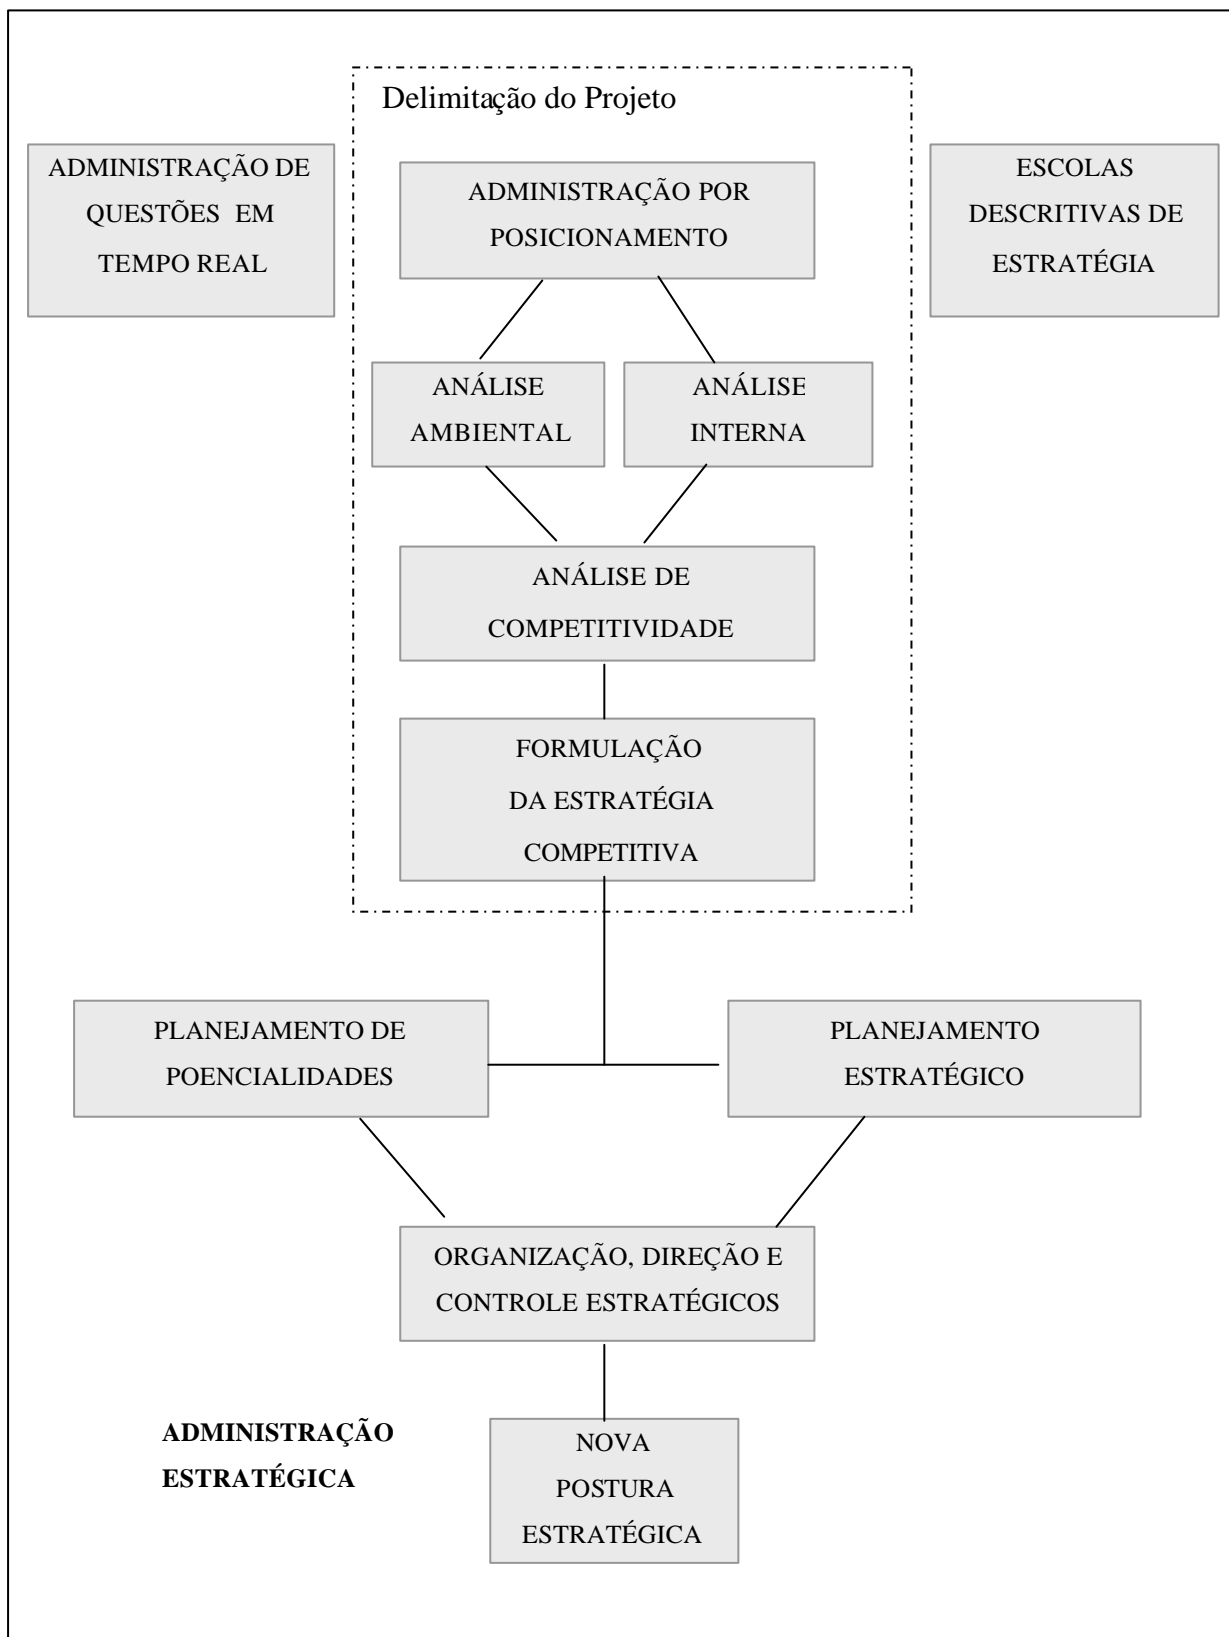 Delimitação do Projeto
ADMINISTRAÇÃO DE
QUESTÕES EM
TEMPO REAL
ADMINISTRAÇÃO POR
POSICIONAMENTO
ESCOLAS
DESCRITIVAS DE
ESTRATÉGIA
ANÁLISE
AMBIENTAL
ANÁLISE
INTERNA
ANÁLISE DE
COMPETITIVIDADE
FORMULAÇÃO
DA ESTRATÉGIA
COMPETITIVA
PLANEJAMENTO DE
POENCIALIDADES
PLANEJAMENTO
ESTRATÉGICO
ORGANIZAÇÃO, DIREÇÃO E
CONTROLE ESTRATÉGICOS
ADMINISTRAÇÃO
ESTRATÉGICA
NOVA
POSTURA
ESTRATÉGICA